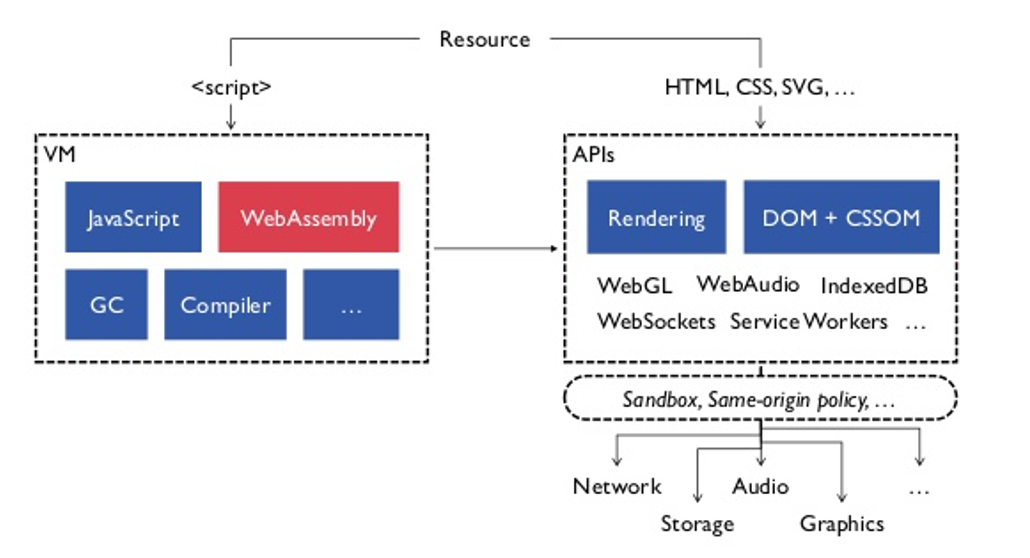 Resource
<script>
HTML, CSS, SVG, …
VM
JavaScript
WebAssembly
GC
Compiler
…
APIs
Rendering
DOM + CSSOM
WebGL WebAudio IndexedDB
WebSockets Service Workers …
Sandbox, Same-origin policy, …
Network Audio …
Storage Graphics